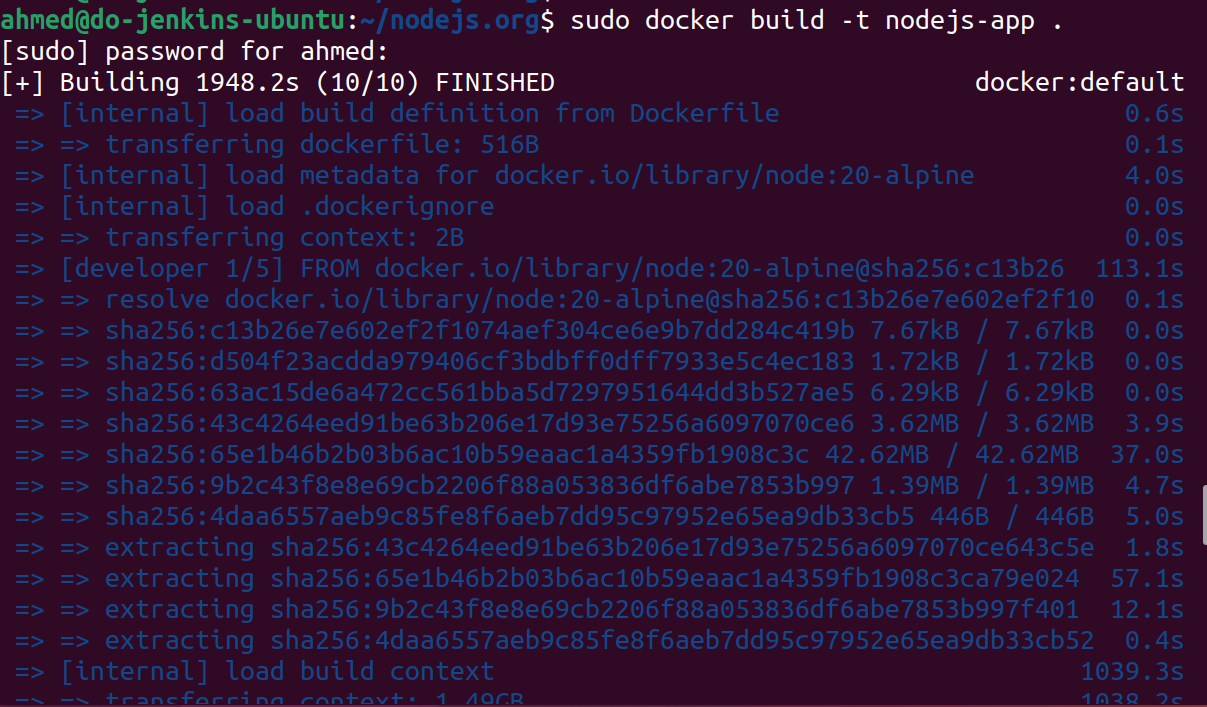 ahmed@do-jenkins-ubuntu:~/nodejs.org$ sudo docker build -t nodejs-app .
[sudo] password for ahmed:
[+] Building 1948.2s (10/10) FINISHED docker:default
=> [internal] load build definition from Dockerfile 0.6s
=> => transferring dockerfile: 516B 0.1s
=> [internal] load metadata for docker.io/library/node:20-alpine 4.0s
=> [internal] load .dockerignore 0.0s
=> => transferring context: 2B 0.0s
=> [developer 1/5] FROM docker.io/library/node:20-alpine@sha256:c13b26 113.1s
=> => resolve docker.io/library/node:20-alpine@sha256:c13b26e7e602ef2f10 0.1s
=> => sha256:c13b26e7e602ef2f1074aef304ce6e9b7dd284c419b 7.67kB / 7.67kB 0.0s
=> => sha256:d504f23acdda979406cf3bdbff0dff7933e5c4ec183 1.72kB / 1.72kB 0.0s
=> => sha256:63ac15de6a472cc561bba5d7297951644dd3b527ae5 6.29kB / 6.29kB 0.0s
=> => sha256:43c4264eed91be63b206e17d93e75256a6097070ce6 3.62MB / 3.62MB 3.9s
=> => sha256:65e1b46b2b03b6ac10b59eaac1a4359fb1908c3c 42.62MB / 42.62MB 37.0s
=> => sha256:9b2c43f8e8e69cb2206f88a053836df6abe7853b997 1.39MB / 1.39MB 4.7s
=> => sha256:4daa6557aeb9c85fe8f6aeb7dd95c97952e65ea9db33cb5 446B / 446B 5.0s
=> => extracting sha256:43c4264eed91be63b206e17d93e75256a6097070ce643c5e 1.8s
=> => extracting sha256:65e1b46b2b03b6ac10b59eaac1a4359fb1908c3ca79e024 57.1s
=> => extracting sha256:9b2c43f8e8e69cb2206f88a053836df6abe7853b997f401 12.1s
=> => extracting sha256:4daa6557aeb9c85fe8f6aeb7dd95c97952e65ea9db33cb52 0.4s
=> [internal] load build context 1039.3s
=> => transferring context: 1.49GB 1038.2s